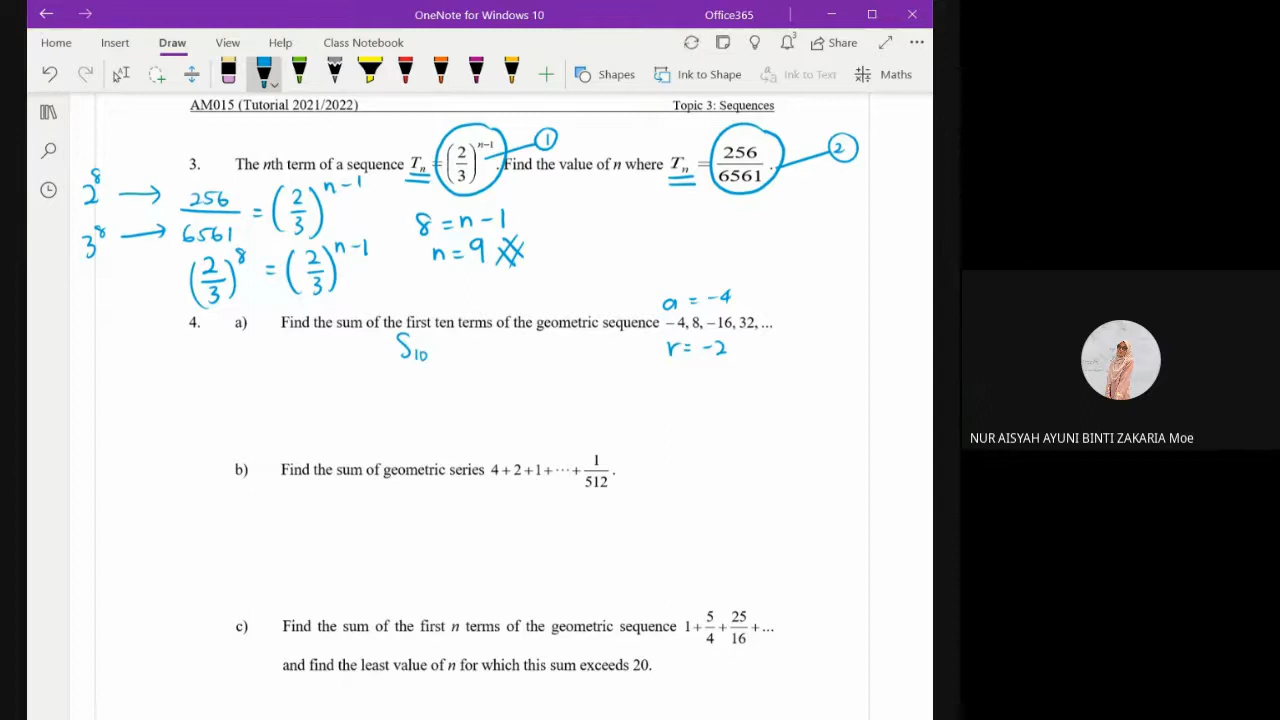 OneNote for Windows 10
Office365
Home Insert Draw View Help Class Notebook
Share
Shapes Ink to Shape Ink to Text Maths
AM015 (Tutorial 2021/2022) Topic 3: Sequences
3. The nth term of a sequence Tₙ = (2/3)ⁿ⁻¹. Find the value of n where Tₙ = 256/6561.
① ②
2⁸ → 256
3⁸ → 6561
256/6561 = (2/3)ⁿ⁻¹
8 = n - 1
(2/3)⁸ = (2/3)ⁿ⁻¹
n = 9
a = -4
4. a) Find the sum of the first ten terms of the geometric sequence −4, 8, −16, 32, ...
S₁₀
r = -2
b) Find the sum of geometric series 4+2+1+⋯+1/512.
c) Find the sum of the first n terms of the geometric sequence 1+5/4+25/16+...
and find the least value of n for which this sum exceeds 20.
NUR AISYAH AYUNI BINTI ZAKARIA Moe